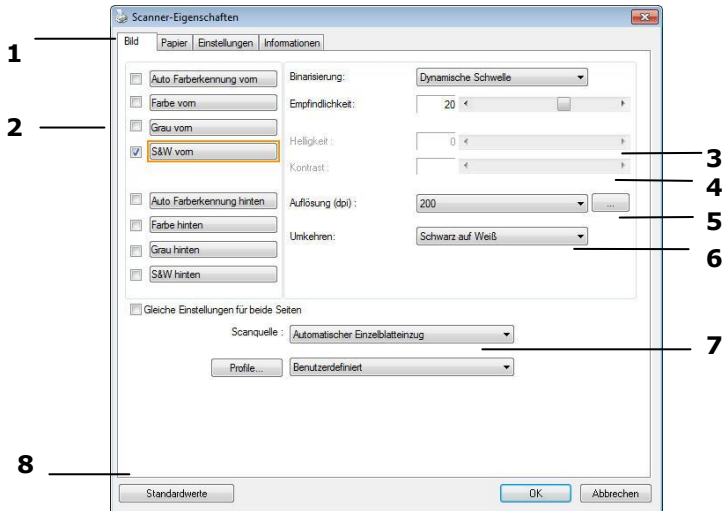 Scanner-Eigenschaften
1
Bild Papier Einstellungen Informationen
2
Auto Farberkennung vorn
Farbe vorn
Grau vorn
S&W vorn
Auto Farberkennung hinten
Farbe hinten
Grau hinten
S&W hinten
Binarisierung: Dynamische Schwelle
Empfindlichkeit: 20
Helligkeit : 0
3
Kontrast :
4
Auflösung (dpi) : 200 ...
5
Umkehren: Schwarz auf Weiß
6
Gleiche Einstellungen für beide Seiten
Scanquelle : Automatischer Einzelblatteinzug
7
Profile... Benutzerdefiniert
8
Standardwerte OK Abbrechen